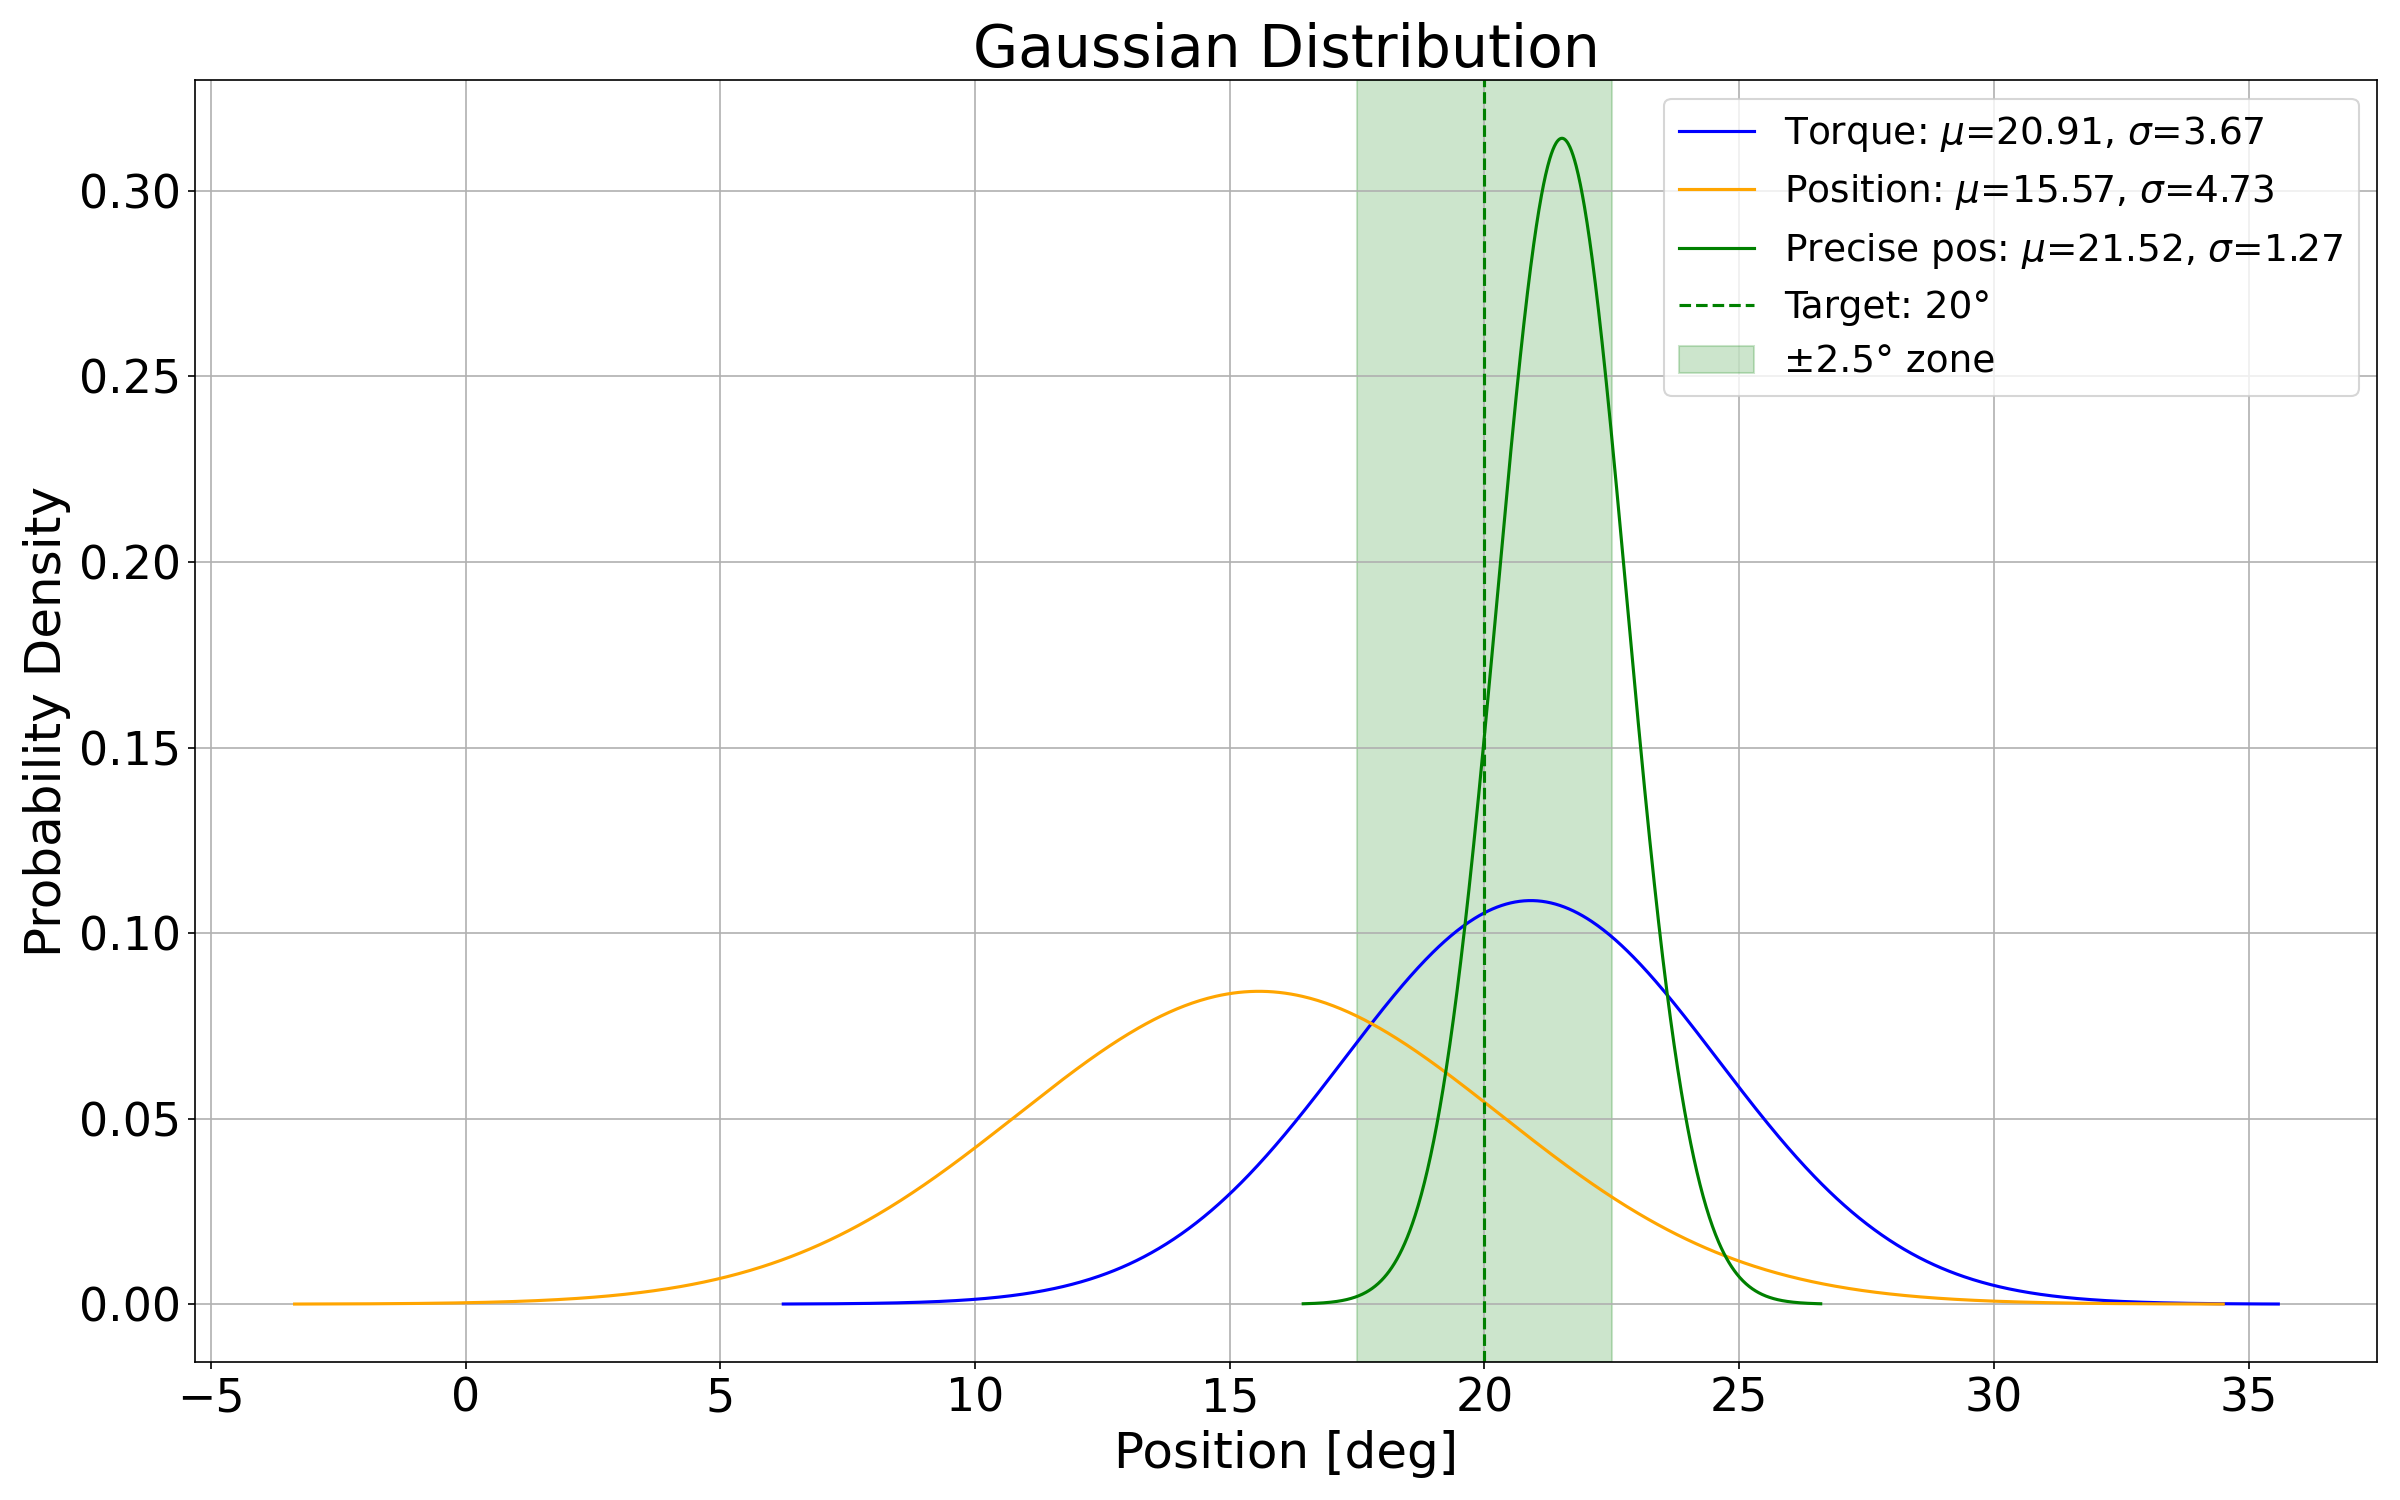 Gaussian Distribution
Torque: μ=20.91, σ=3.67
Position: μ=15.57, σ=4.73
Precise pos: μ=21.52, σ=1.27
Target: 20°
±2.5° zone
Probability Density
0.30
0.25
0.20
0.15
0.10
0.05
0.00
−5 0 5 10 15 20 25 30 35
Position [deg]